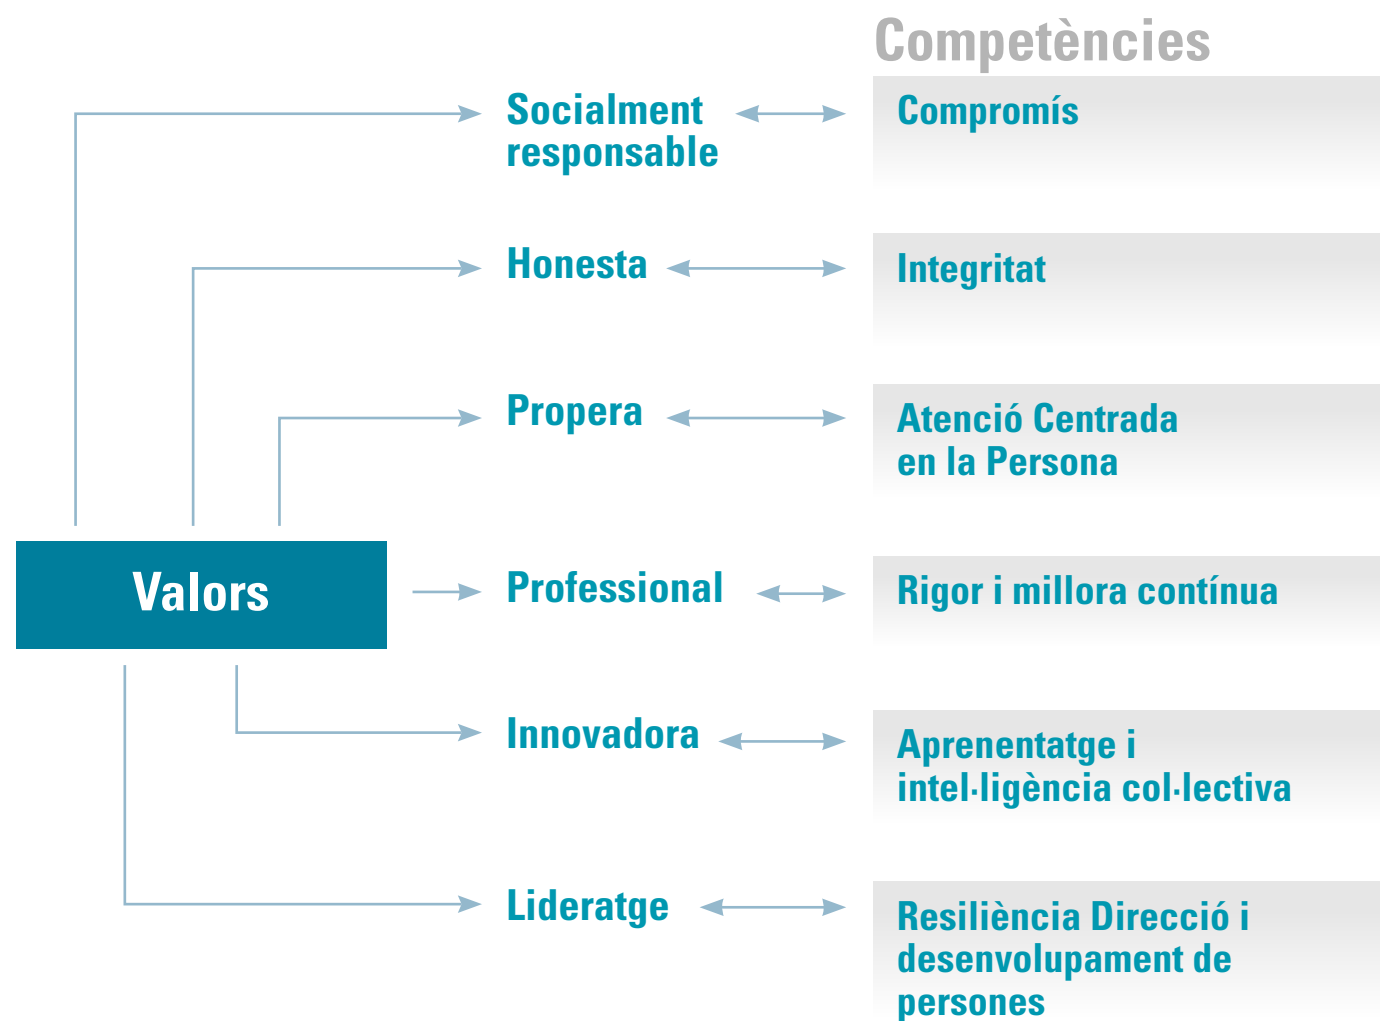 Competències
Socialment
responsable
Compromís
Honesta
Integritat
Propera
Atenció Centrada
en la Persona
Valors
Professional
Rigor i millora contínua
Innovadora
Aprenentatge i
intel·ligència col·lectiva
Lideratge
Resiliència Direcció i
desenvolupament de
persones